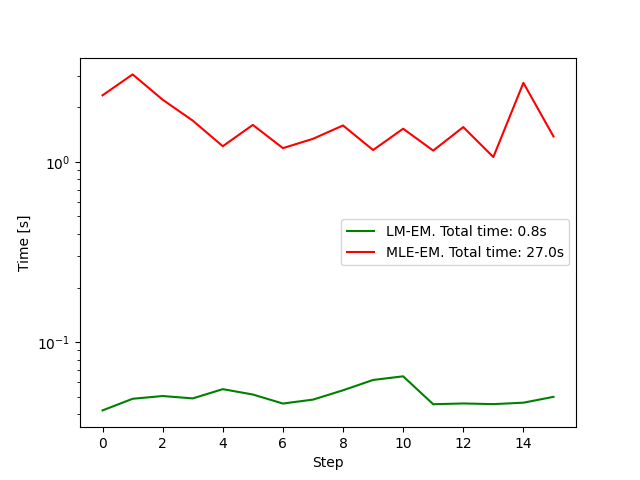 10⁰
10⁻¹
Time [s]
LM-EM. Total time: 0.8s
MLE-EM. Total time: 27.0s
0 2 4 6 8 10 12 14
Step